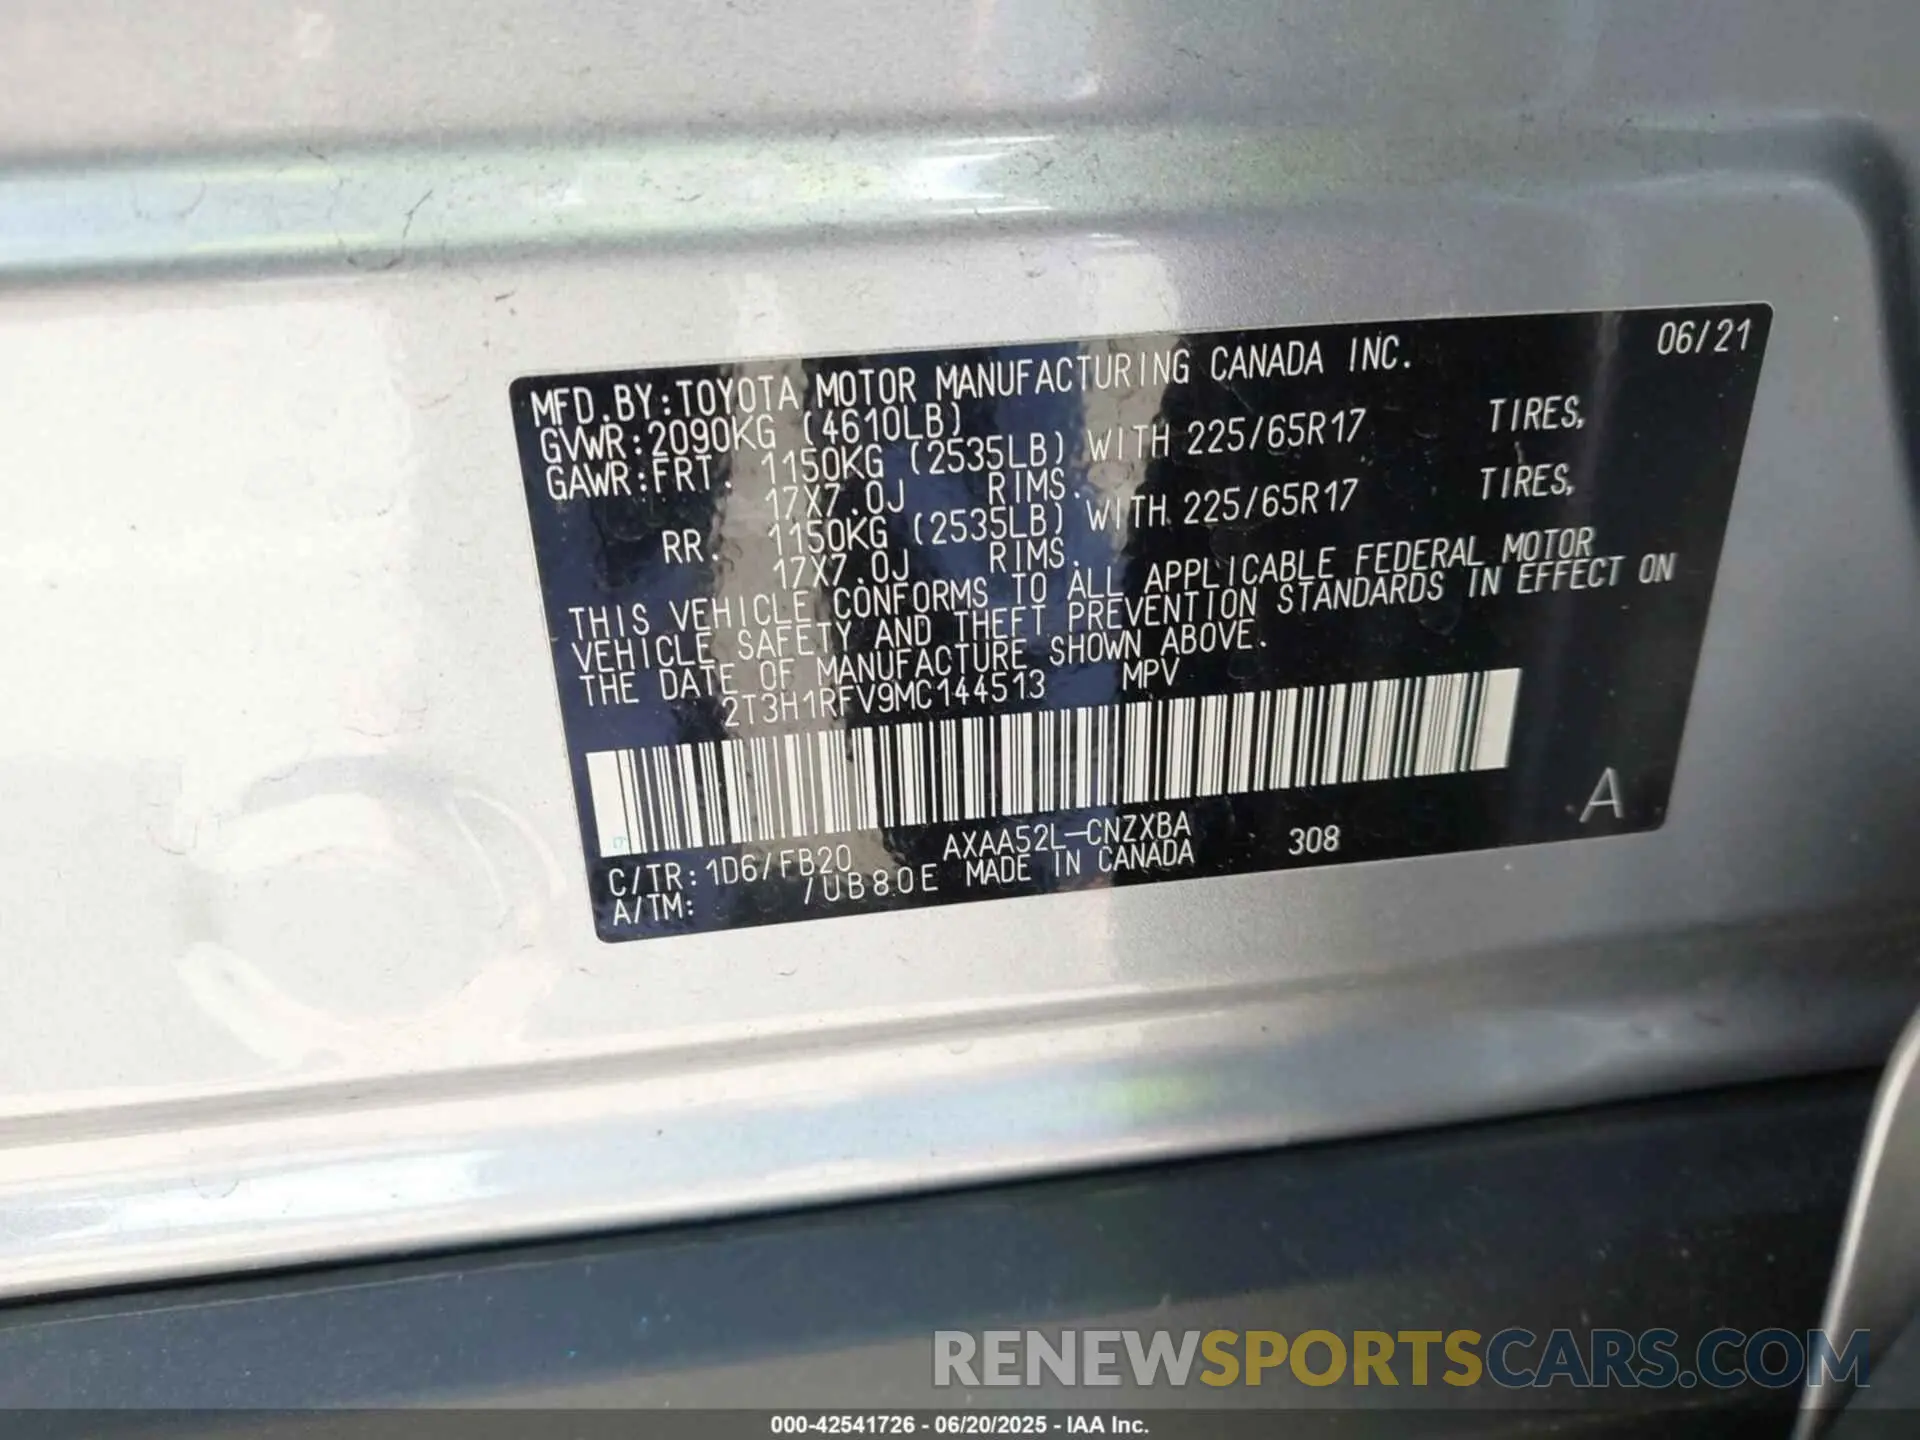 06/21
MFD.BY:TOYOTA MOTOR MANUFACTURING CANADA INC.
GVWR:2090KG (4610LB)
GAWR:FRT. 1150KG (2535LB) WITH 225/65R17 TIRES,
17X7.0J RIMS.
RR. 1150KG (2535LB) WITH 225/65R17 TIRES,
17X7.0J RIMS.
THIS VEHICLE CONFORMS TO ALL APPLICABLE FEDERAL MOTOR
VEHICLE SAFETY AND THEFT PREVENTION STANDARDS IN EFFECT ON
THE DATE OF MANUFACTURE SHOWN ABOVE.
2T3H1RFV9MC144513 MPV
A
AXAA52L-CNZXBA 308
C/TR:1D6/FB20 MADE IN CANADA
A/TM: /UB80E
RENEWSPORTSCARS.COM
000-42541726 - 06/20/2025 - IAA Inc.